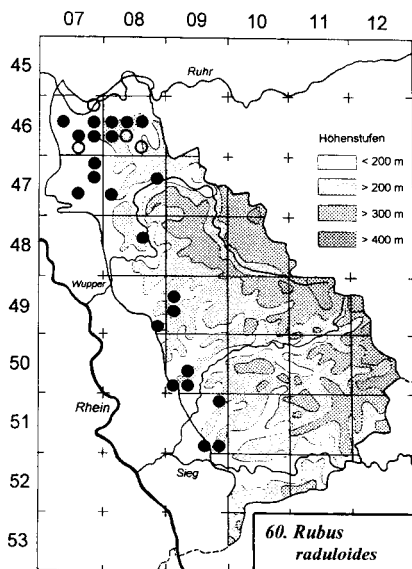 07 08 09 10 11 12
45
Ruhr
46
Höhenstufen
< 200 m
> 200 m
47
> 300 m
> 400 m
48
Wupper
49
50
Rhein
51
Sieg
52
60. Rubus
raduloides
53